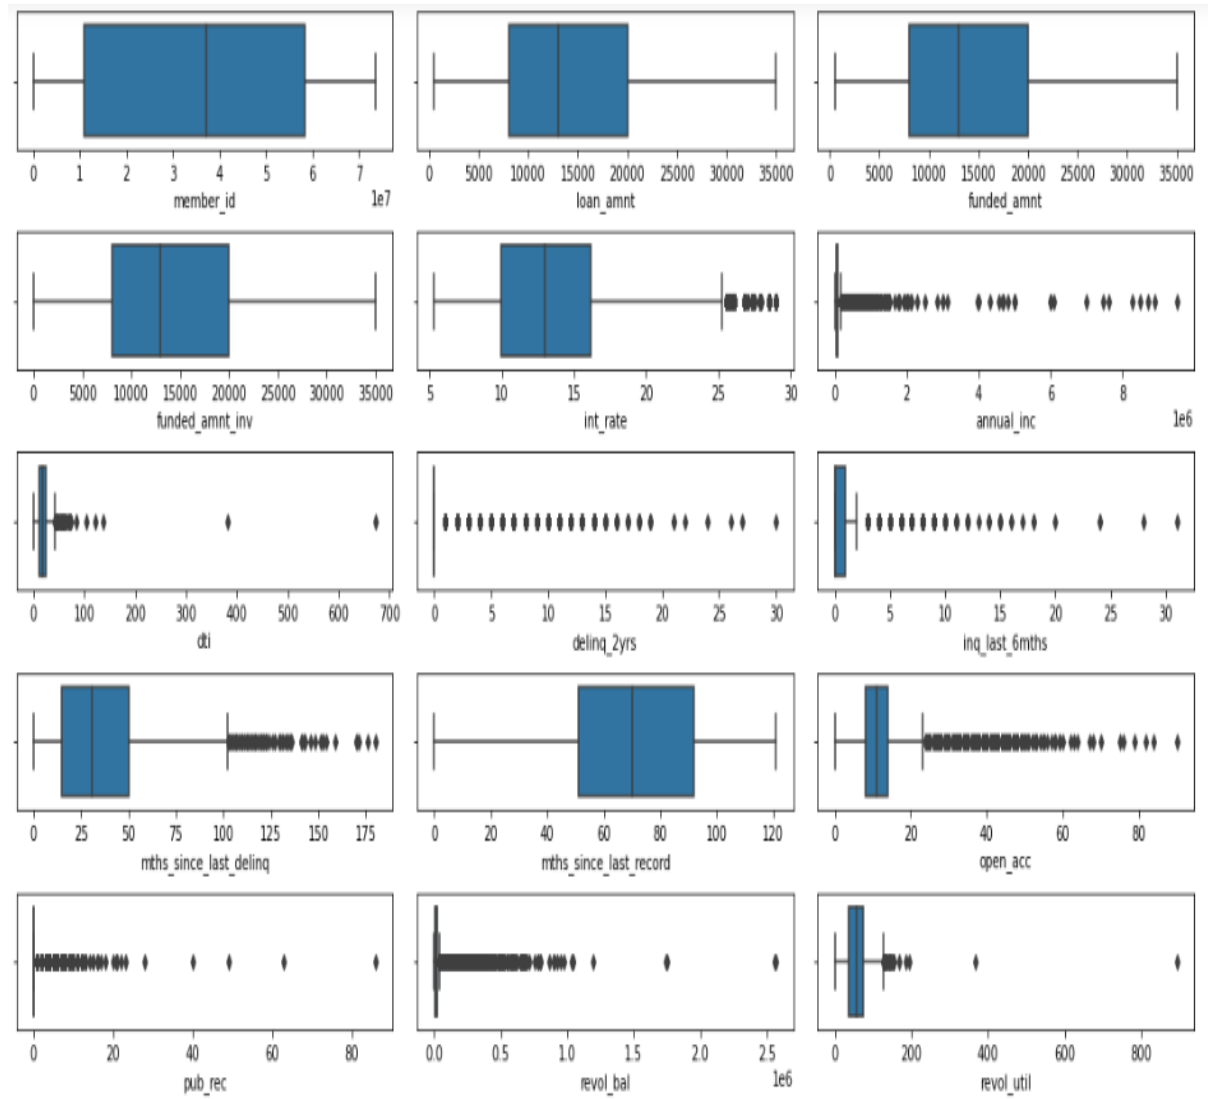 0 1 2 3 4 5 6 7 0 5000 10000 15000 20000 25000 30000 35000 0 5000 10000 15000 20000 25000 30000 35000
member_id 1e7 loan_amnt funded_amnt
0 5000 10000 15000 20000 25000 30000 35000 5 10 15 20 25 30 0 2 4 6 8
funded_amnt_inv int_rate annual_inc 1e6
0 100 200 300 400 500 600 700 0 5 10 15 20 25 30 0 5 10 15 20 25 30
dti delinq_2yrs inq_last_6mths
0 25 50 75 100 125 150 175 0 20 40 60 80 100 120 0 20 40 60 80
mths_since_last_delinq mths_since_last_record open_acc
0 20 40 60 80 0.0 0.5 1.0 1.5 2.0 2.5 0 200 400 600 800
pub_rec revol_bal 1e6 revol_util